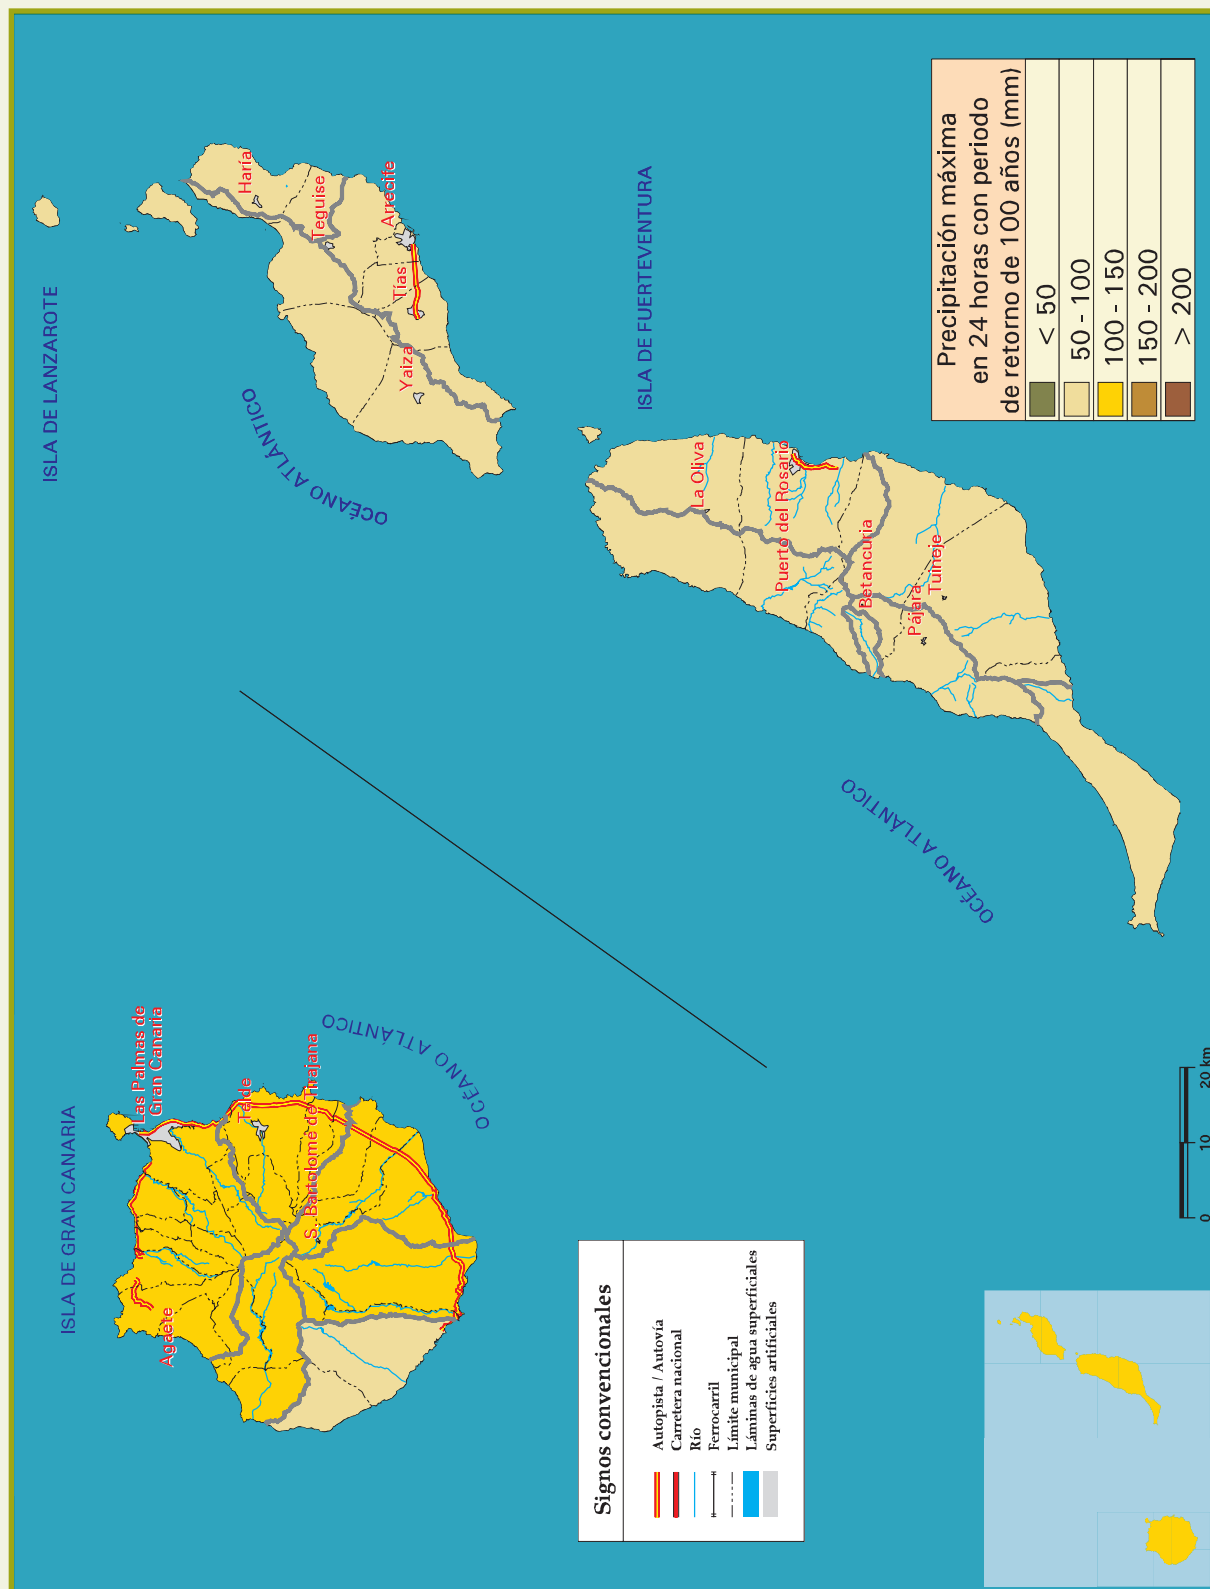 ISLA DE GRAN CANARIA
ISLA DE LANZAROTE
ISLA DE FUERTEVENTURA
Agaete
Las Palmas de
Gran Canaria
Telde
S. Bartolome de Tirajana
OCÉANO ATLÁNTICO
Haría
Teguise
Arrecife
Tías
Yaiza
OCÉANO ATLÁNTICO
La Oliva
Puerto del Rosario
Betancuria
Pájara
Tuineje
OCÉANO ATLÁNTICO
Signos convencionales
Autopista / Autovía
Carretera nacional
Río
Ferrocarril
Límite municipal
Láminas de agua superficiales
Superficies artificiales
0 10 20 km
Precipitación máxima
en 24 horas con periodo
de retorno de 100 años (mm)
< 50
50 - 100
100 - 150
150 - 200
> 200